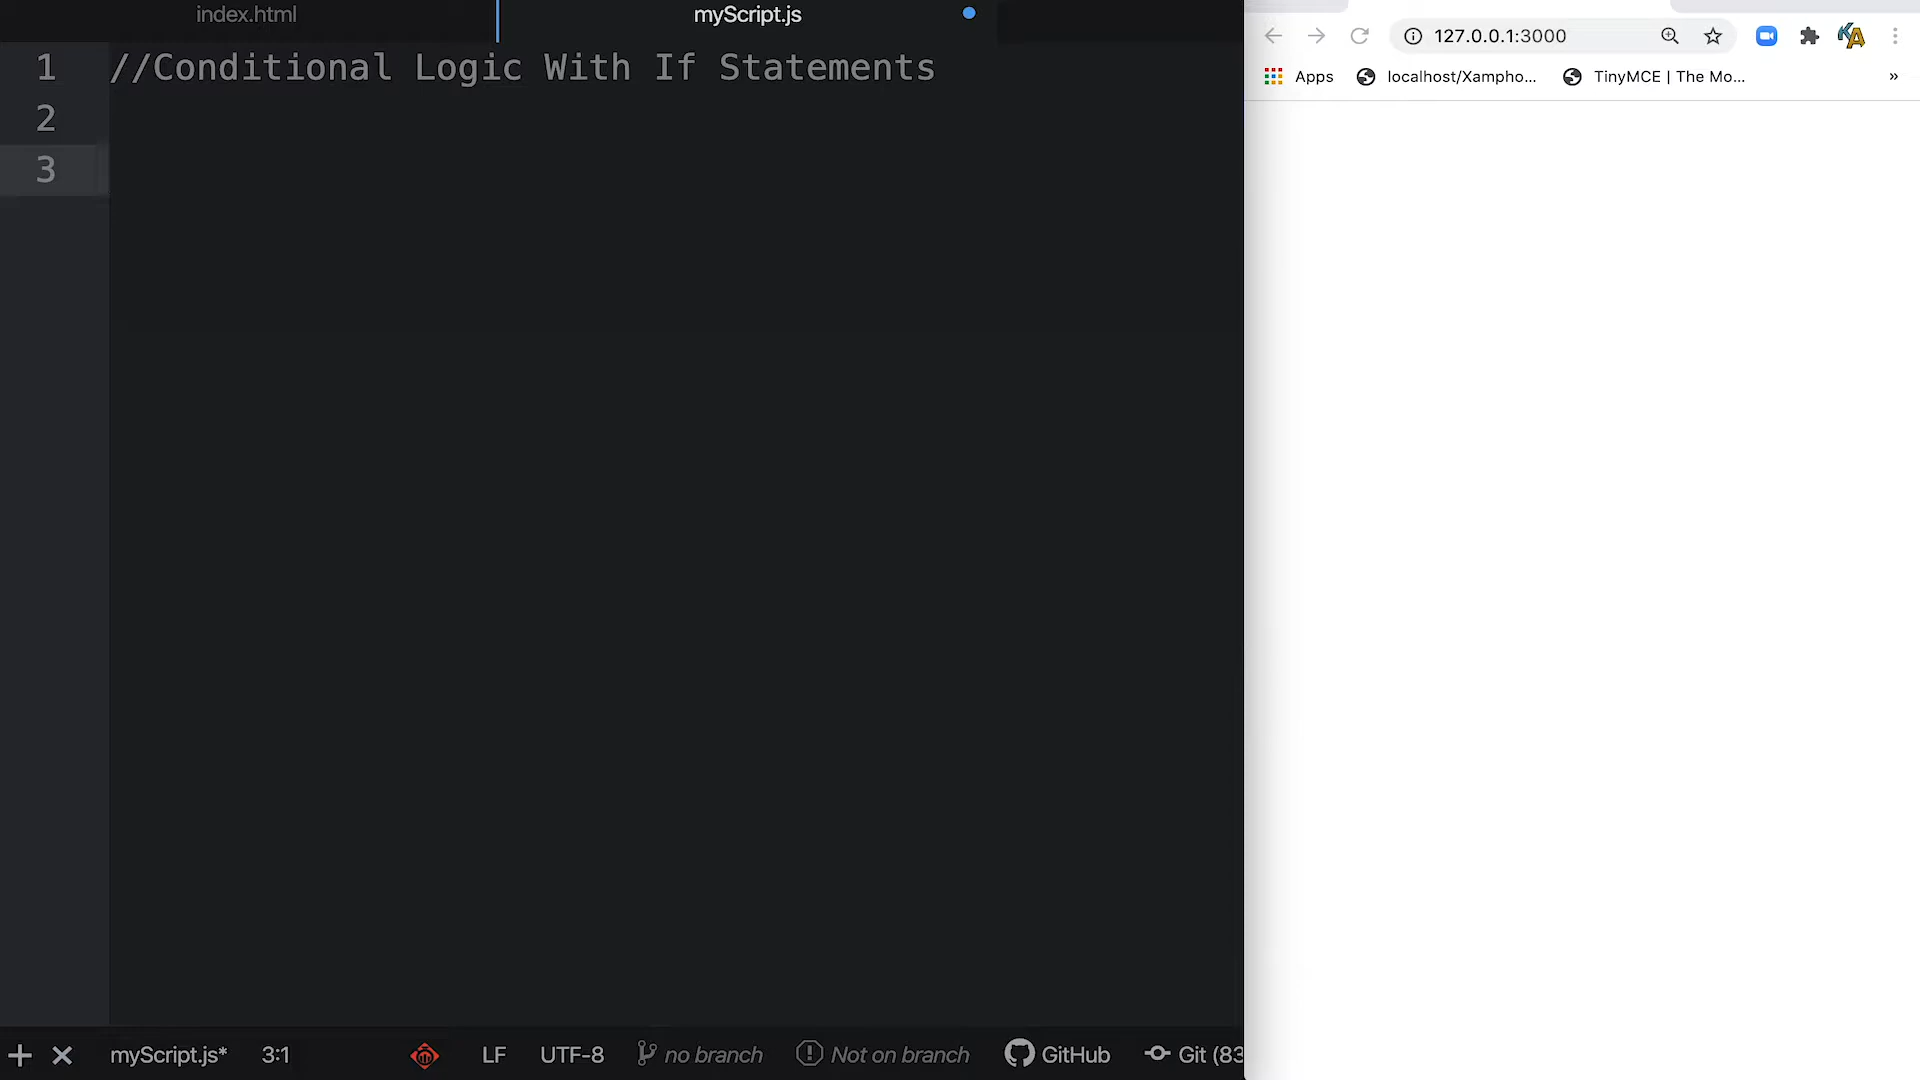 index.html
myScript.js
1 //Conditional Logic With If Statements
2
3
myScript.js* 3:1 LF UTF-8 no branch Not on branch GitHub Git (83
127.0.0.1:3000
Apps localhost/Xampho... TinyMCE | The Mo... »